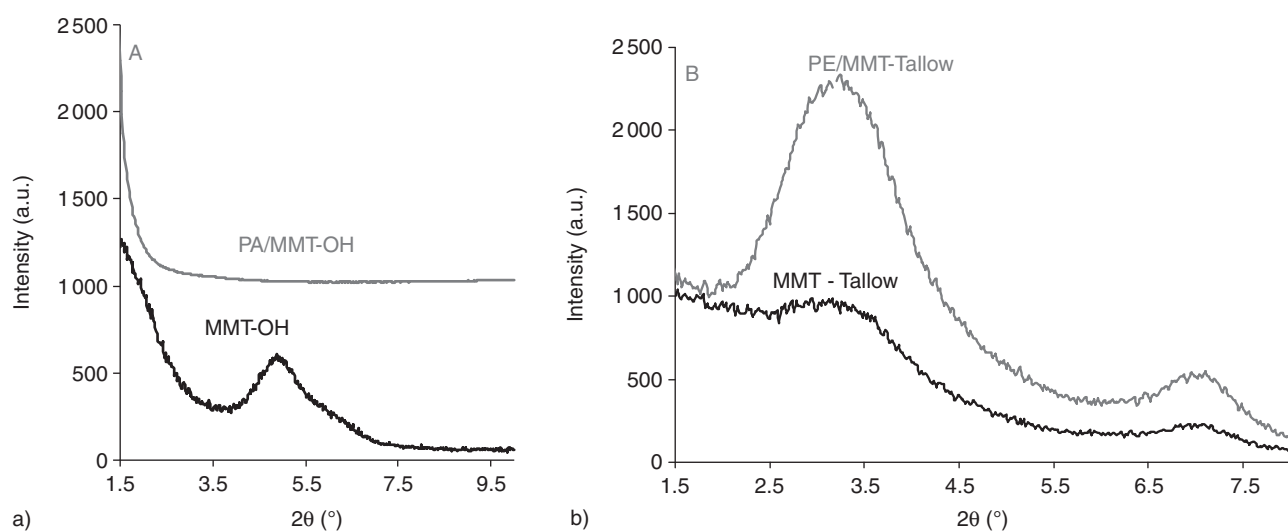 2 500
A
2 000
1 500
PA/MMT-OH
1 000
MMT-OH
500
0
1.5 3.5 5.5 7.5 9.5
2θ (°)
Intensity (a.u.)
a)
2 500
B
PE/MMT-Tallow
2 000
1 500
1 000
MMT - Tallow
500
0
1.5 2.5 3.5 4.5 5.5 6.5 7.5
2θ (°)
Intensity (a.u.)
b)